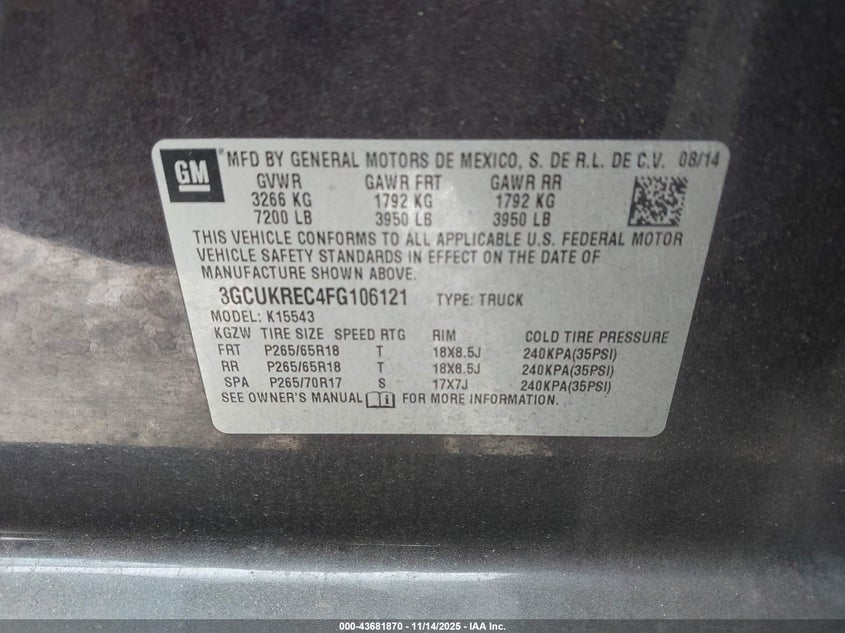 GM ® MFD BY GENERAL MOTORS DE MEXICO, S. DE R.L. DE C.V. 08/14
GVWR GAWR FRT GAWR RR
3266 KG 1792 KG 1792 KG
7200 LB 3950 LB 3950 LB
THIS VEHICLE CONFORMS TO ALL APPLICABLE U.S. FEDERAL MOTOR
VEHICLE SAFETY STANDARDS IN EFFECT ON THE DATE OF
MANUFACTURE SHOWN ABOVE.
3GCUKREC4FG106121 TYPE: TRUCK
MODEL: K15543
KGZW TIRE SIZE SPEED RTG RIM COLD TIRE PRESSURE
FRT P265/65R18 T 18X8.5J 240KPA(35PSI)
RR P265/65R18 T 18X8.5J 240KPA(35PSI)
SPA P265/70R17 S 17X7J 240KPA(35PSI)
SEE OWNER'S MANUAL FOR MORE INFORMATION.
000-43681870 - 11/14/2025 - IAA Inc.